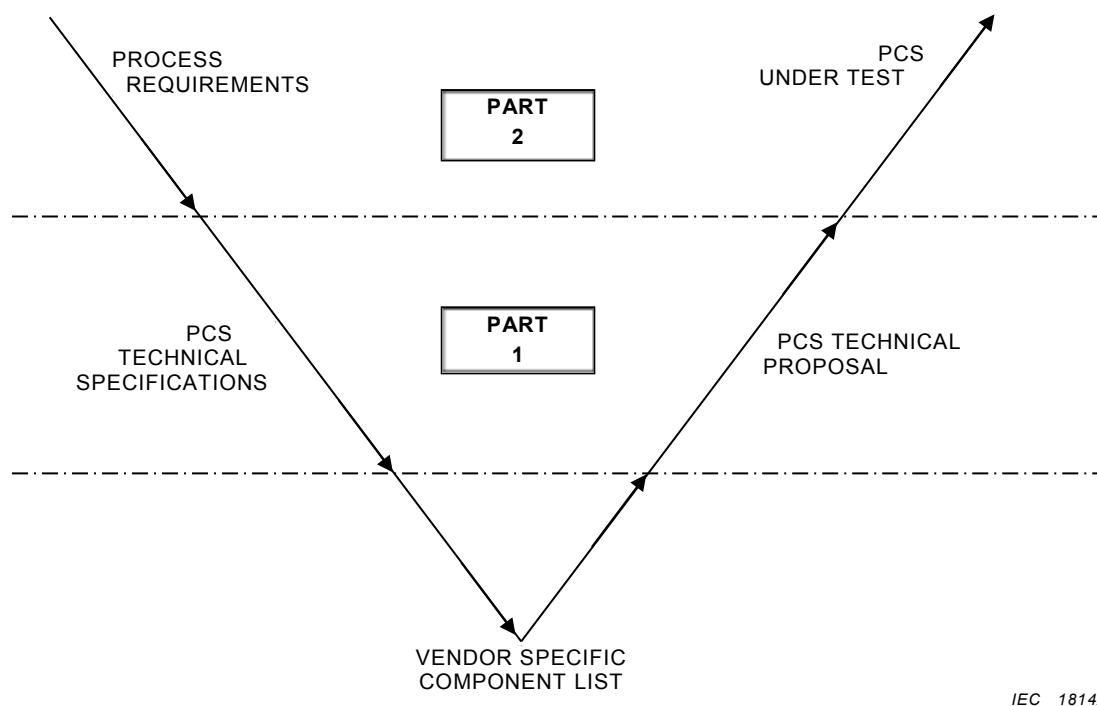 PROCESS
REQUIREMENTS
PCS
UNDER TEST
PART
2
PCS
TECHNICAL
SPECIFICATIONS
PART
1
PCS TECHNICAL
PROPOSAL
VENDOR SPECIFIC
COMPONENT LIST
IEC 1814